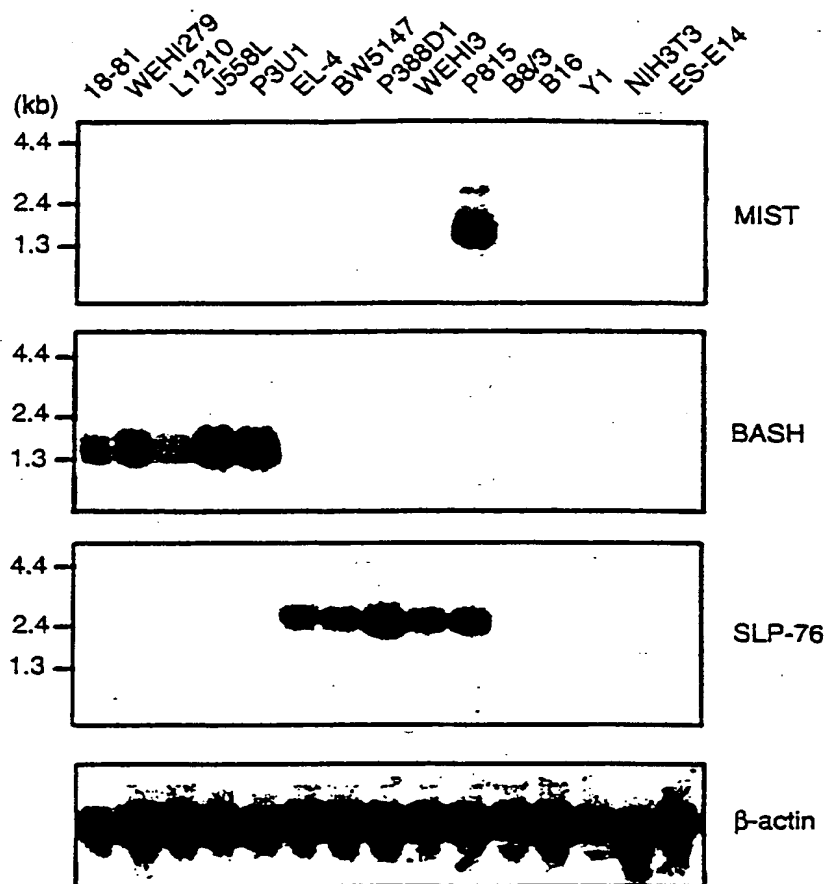 18-81 WEHI279 L1210 J558L P3U1 EL-4 BW5147 P388D1 WEHI3 P815 B8/3 B16 Y1 NIH3T3 ES-E14
(kb)
4.4
2.4
1.3
MIST
4.4
2.4
1.3
BASH
4.4
2.4
1.3
SLP-76
β-actin